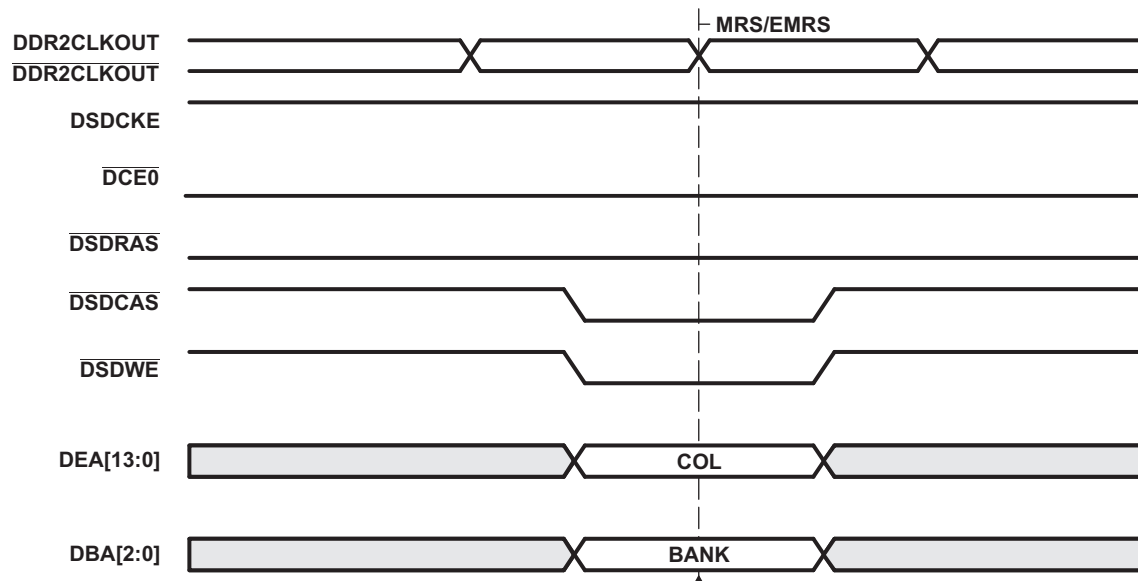 MRS/EMRS
DDR2CLKOUT
DDR2CLKOUT
DSDCKE
DCE0
DSDRAS
DSDCAS
DSDWE
DEA[13:0] COL
DBA[2:0] BANK